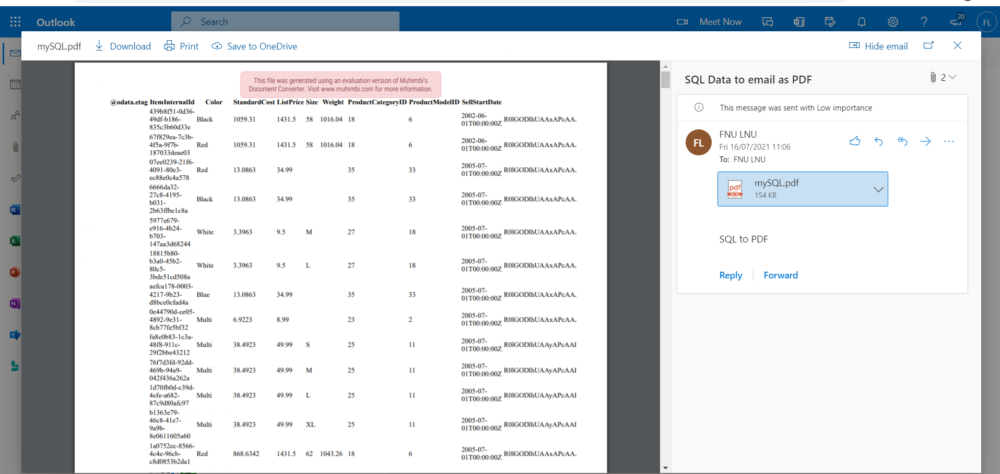 Outlook
Search
Meet Now
20
FL
mySQL.pdf
Download
Print
Save to OneDrive
Hide email
This file was generated using an evaluation version of Muhimbi's
Document Converter. Visit www.muhimbi.com for more information.
@odata.etag ItemInternalId Color StandardCost ListPrice Size Weight ProductCategoryID ProductModelID SellStartDate
439b8f51-0d36-
49df-b186-
835c3b60d33e
Black 1059.31 1431.5 58 1016.04 18 6
2002-06-
01T00:00:00Z R0lGODlhUAAxAPcAA
67f829ea-7c3b-
4f5a-9f7b-
187033deae03
Red 1059.31 1431.5 58 1016.04 18 6
2002-06-
01T00:00:00Z R0lGODlhUAAxAPcAA
07ee0239-21f6-
4091-80e3-
ec88e0c4a578
Red 13.0863 34.99 35 33
2005-07-
01T00:00:00Z R0lGODlhUAAxAPcAA
6666da32-
27c8-4195-
b031-
2b63ffbe1c8a
Black 13.0863 34.99 35 33
2005-07-
01T00:00:00Z R0lGODlhUAAxAPcAA
5977e679-
e916-4b24-
b703-
147aa3d68244
White 3.3963 9.5 M 27 18
2005-07-
01T00:00:00Z R0lGODlhUAAxAPcAA
18815b80-
b3a0-45b2-
80c5-
3bde51cd508a
White 3.3963 9.5 L 27 18
2005-07-
01T00:00:00Z R0lGODlhUAAxAPcAA
aefca178-0003-
4217-9b23-
d8bce0cfad4a
Blue 13.0863 34.99 35 33
2005-07-
01T00:00:00Z R0lGODlhUAAxAPcAA
0e44790d-ce05-
4892-9e31-
8cb77fe5bf32
Multi 6.9223 8.99 23 2
2005-07-
01T00:00:00Z R0lGODlhUAAxAPcAA
fa8c0b83-1c3a-
48f8-911c-
29f2bbe43212
Multi 38.4923 49.99 S 25 11
2005-07-
01T00:00:00Z R0lGODlhUAAyAPcAAI
76f7d3fd-92dd-
469b-94a9-
042f436a262a
Multi 38.4923 49.99 M 25 11
2005-07-
01T00:00:00Z R0lGODlhUAAyAPcAAI
1d70fb0d-c39d-
4efe-a682-
87c9d80afc97
Multi 38.4923 49.99 L 25 11
2005-07-
01T00:00:00Z R0lGODlhUAAyAPcAAI
b1363e79-
46c8-41e7-
9a9b-
8e0611605a60
Multi 38.4923 49.99 XL 25 11
2005-07-
01T00:00:00Z R0lGODlhUAAyAPcAAI
1a0752ec-8566-
4c4e-96cb-
c8d0853b2da1
Red 868.6342 1431.5 62 1043.26 18 6
2005-07-
01T00:00:00Z R0lGODlhUAAxAPcAA
SQL Data to email as PDF
2
This message was sent with Low importance
FL
FNU LNU
Fri 16/07/2021 11:06
To: FNU LNU
pdf
mySQL.pdf
154 KB
SQL to PDF
Reply
Forward